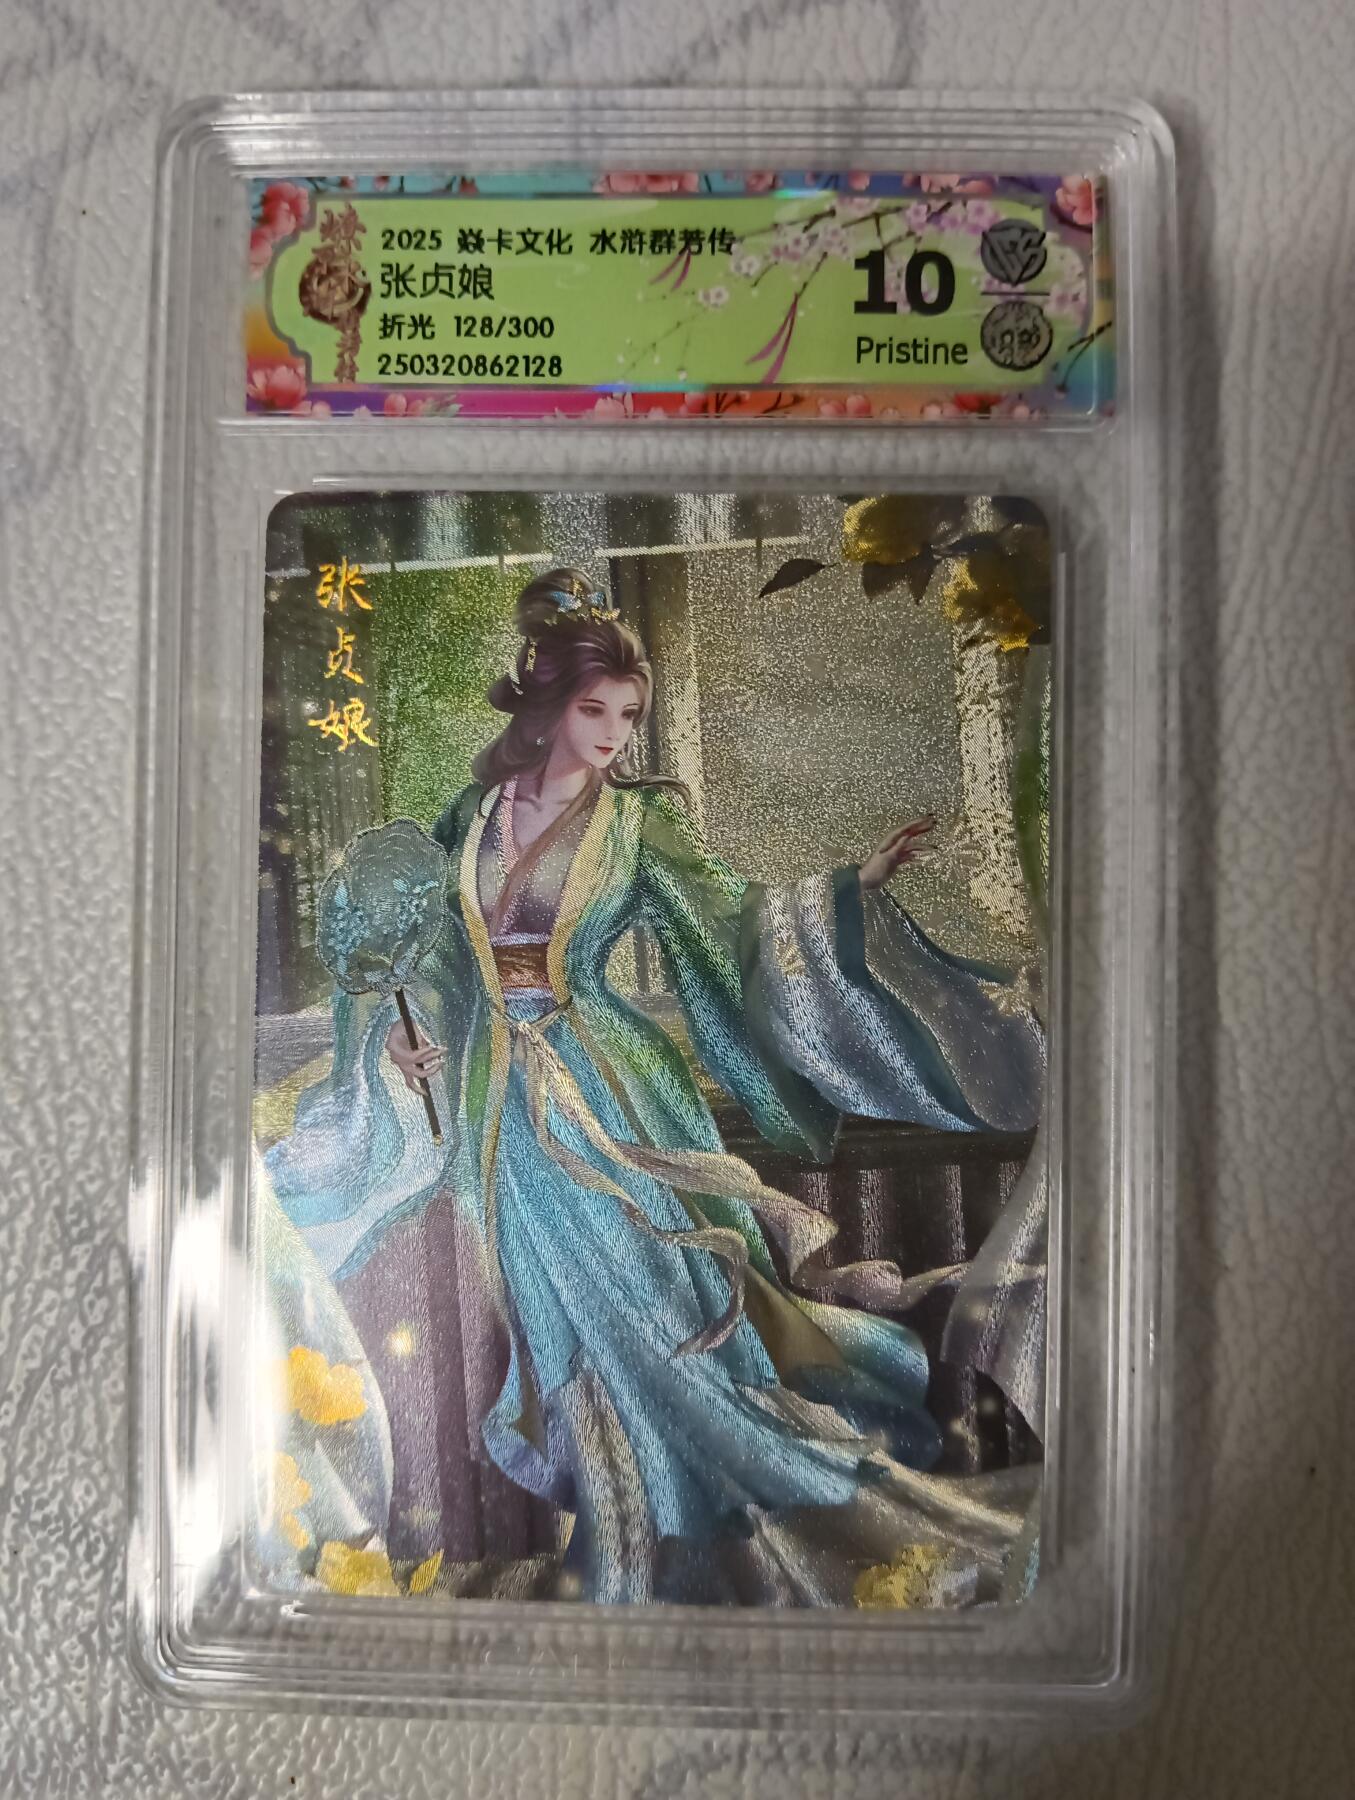 2025 焱卡文化 水浒群芳传
张贞娘
折光 128/300
250320862128
10
Pristine
张
贞
娘